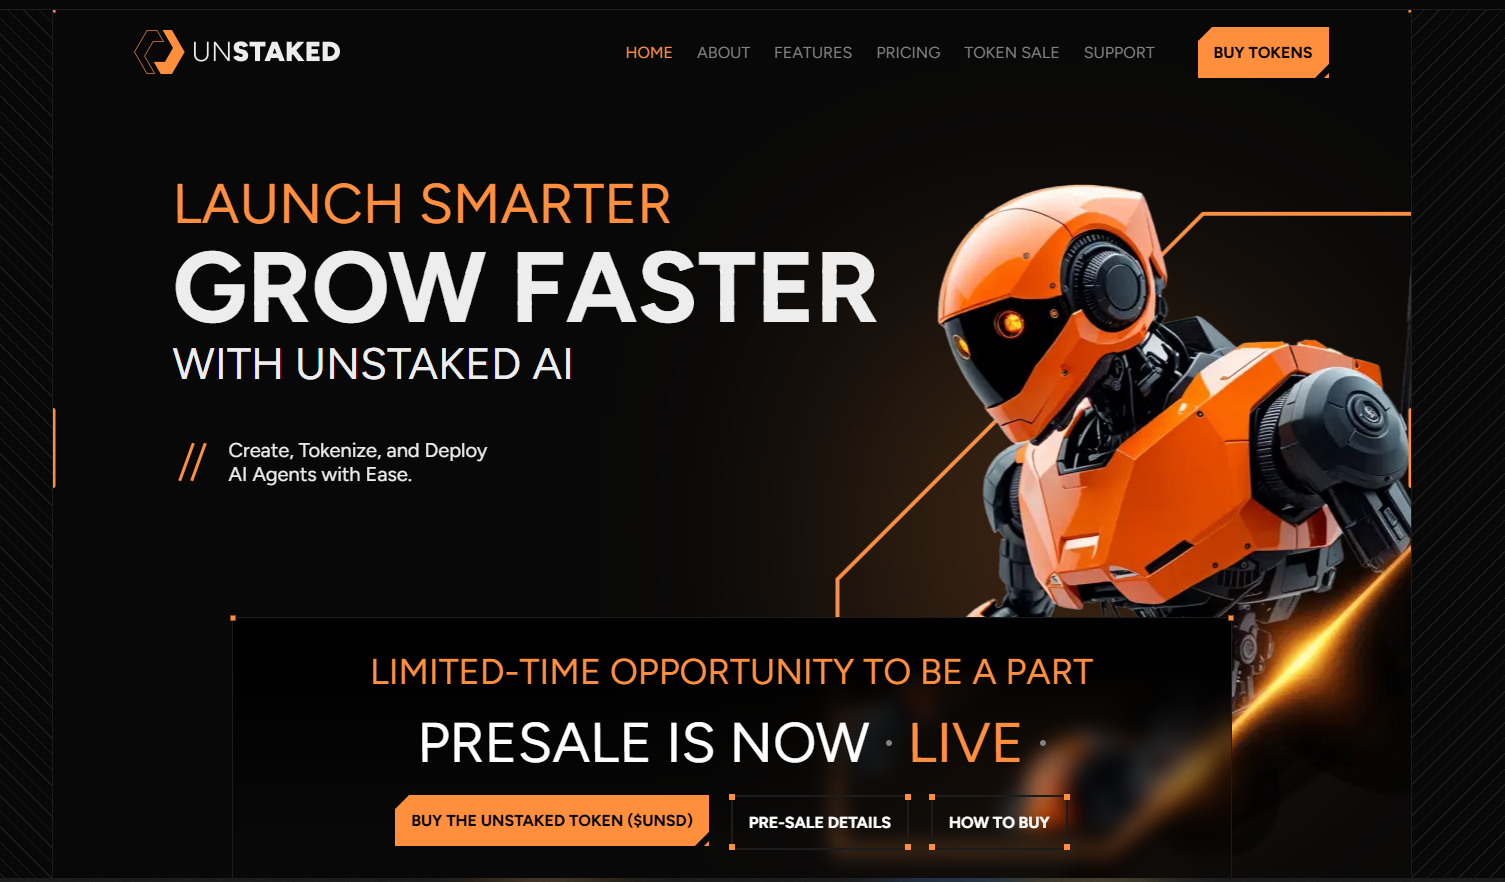 UNSTAKED
HOME ABOUT FEATURES PRICING TOKEN SALE SUPPORT BUY TOKENS
LAUNCH SMARTER
GROW FASTER
WITH UNSTAKED AI
// Create, Tokenize, and Deploy
AI Agents with Ease.
LIMITED-TIME OPPORTUNITY TO BE A PART
PRESALE IS NOW · LIVE ·
BUY THE UNSTAKED TOKEN ($UNSD) PRE-SALE DETAILS HOW TO BUY